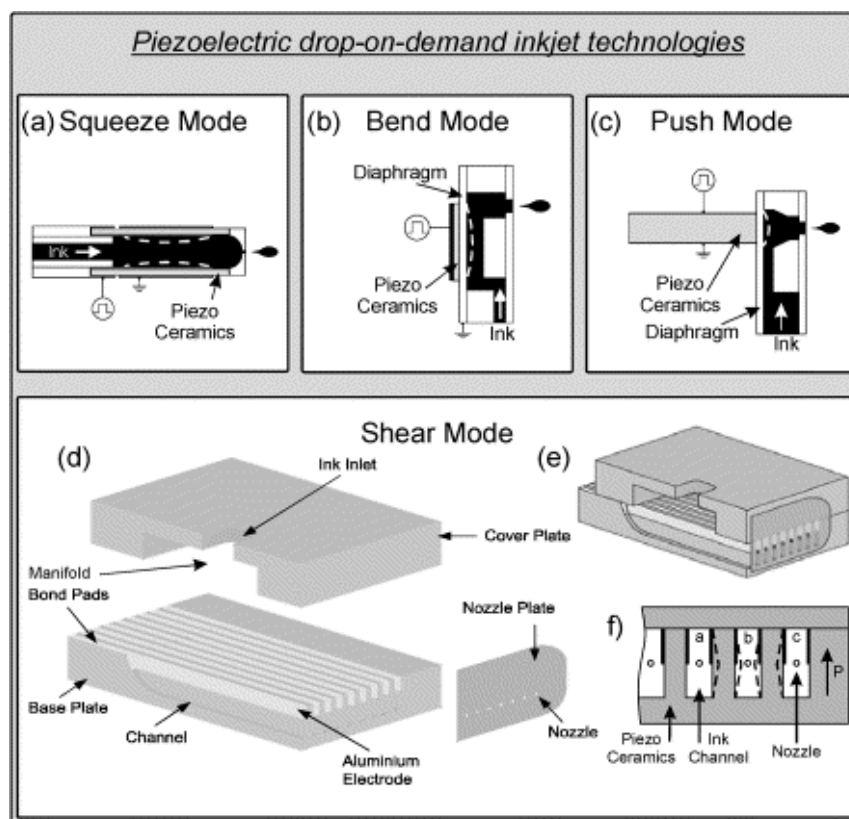 Piezoelectric drop-on-demand inkjet technologies
(a) Squeeze Mode
Ink
Piezo
Ceramics
(b) Bend Mode
Diaphragm
Piezo
Ceramics
Ink
(c) Push Mode
Piezo
Ceramics
Diaphragm
Ink
Shear Mode
(d)
Ink Inlet
Cover Plate
Manifold
Bond Pads
Base Plate
Channel
Aluminium
Electrode
Nozzle Plate
Nozzle
(e)
f)
a b c
P
Piezo
Ceramics
Ink
Channel
Nozzle